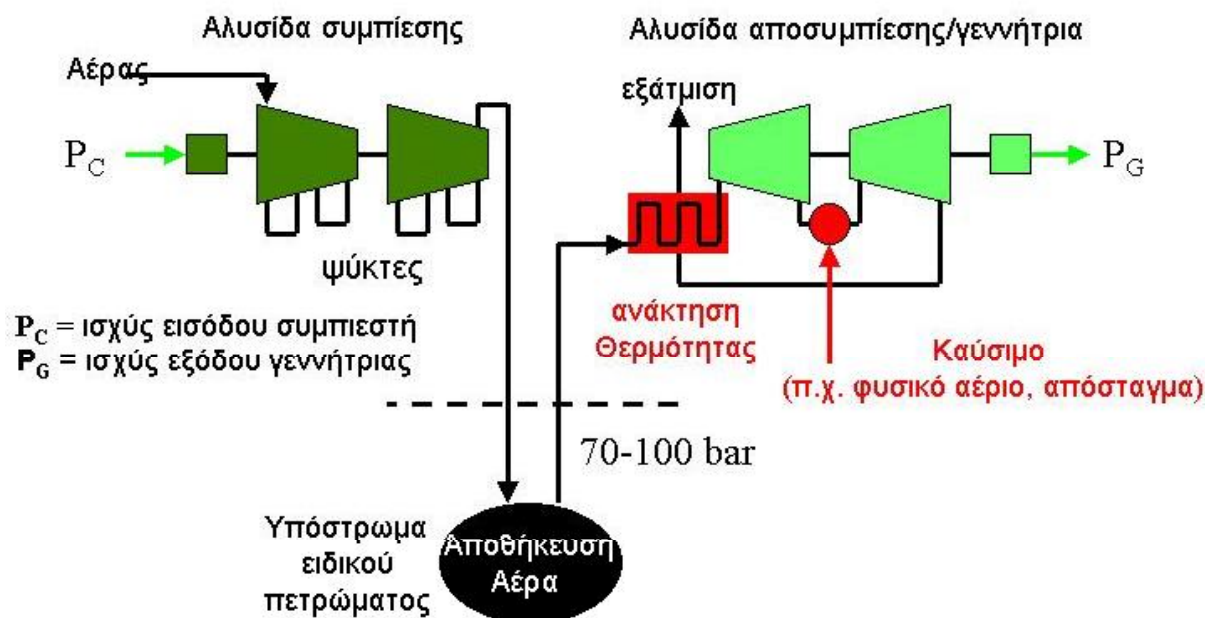 Αλυσίδα συμπίεσης
Αλυσίδα αποσυμπίεσης/γεννήτρια
Αέρας
εξάτμιση
P_C
P_G
ψύκτες
P_C = ισχύς εισόδου συμπιεστή
P_G = ισχύς εξόδου γεννήτριας
ανάκτηση
Θερμότητας
Καύσιμο
(π.χ. φυσικό αέριο, απόσταγμα)
70-100 bar
Υπόστρωμα
ειδικού
πετρώματος
Αποθήκευση
Αέρα